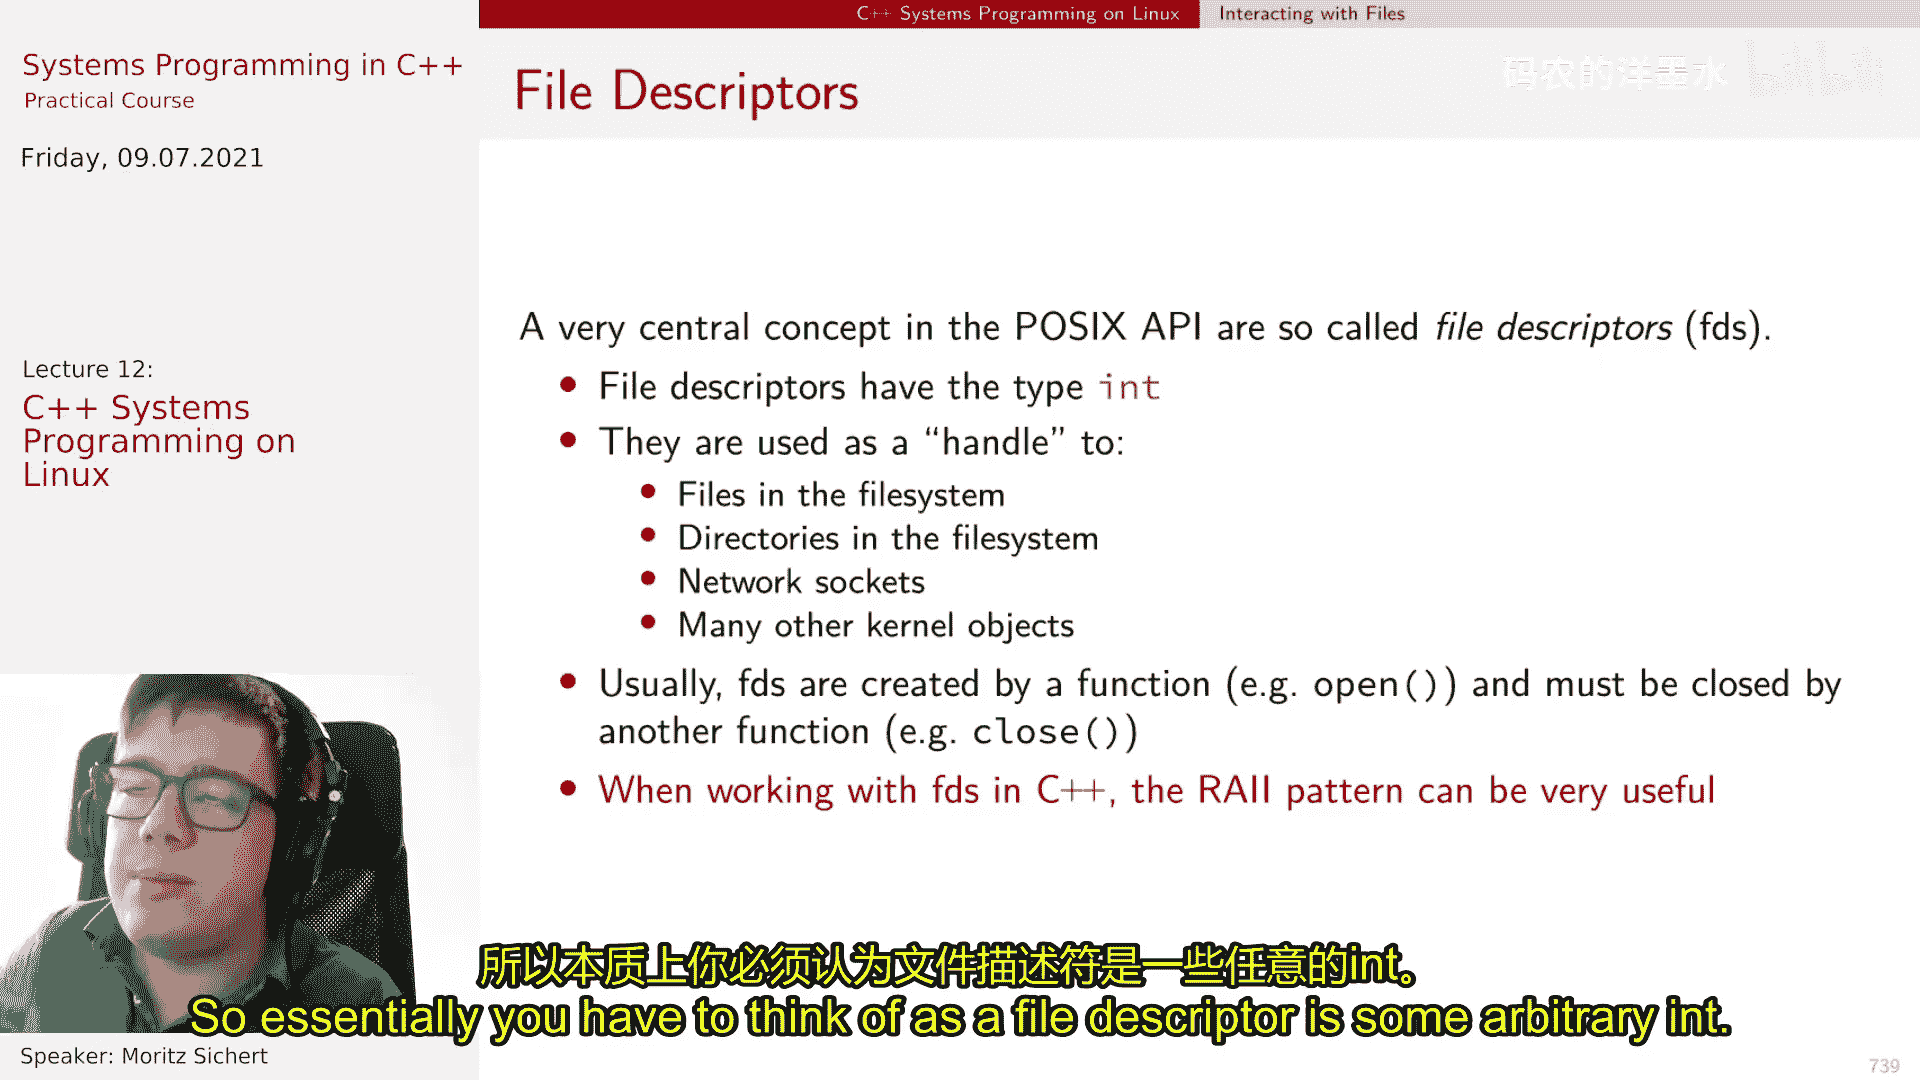 C++ Systems Programming on Linux
Interacting with Files
Systems Programming in C++
Practical Course
Friday, 09.07.2021
Lecture 12:
C++ Systems
Programming on
Linux
Speaker: Moritz Sichert
File Descriptors
码农的洋墨水
A very central concept in the POSIX API are so called file descriptors (fds).
• File descriptors have the type int
• They are used as a “handle” to:
• Files in the filesystem
• Directories in the filesystem
• Network sockets
• Many other kernel objects
• Usually, fds are created by a function (e.g. open()) and must be closed by
another function (e.g. close())
• When working with fds in C++, the RAII pattern can be very useful
所以本质上你必须认为文件描述符是一些任意的int。
So essentially you have to think of as a file descriptor is some arbitrary int.
739